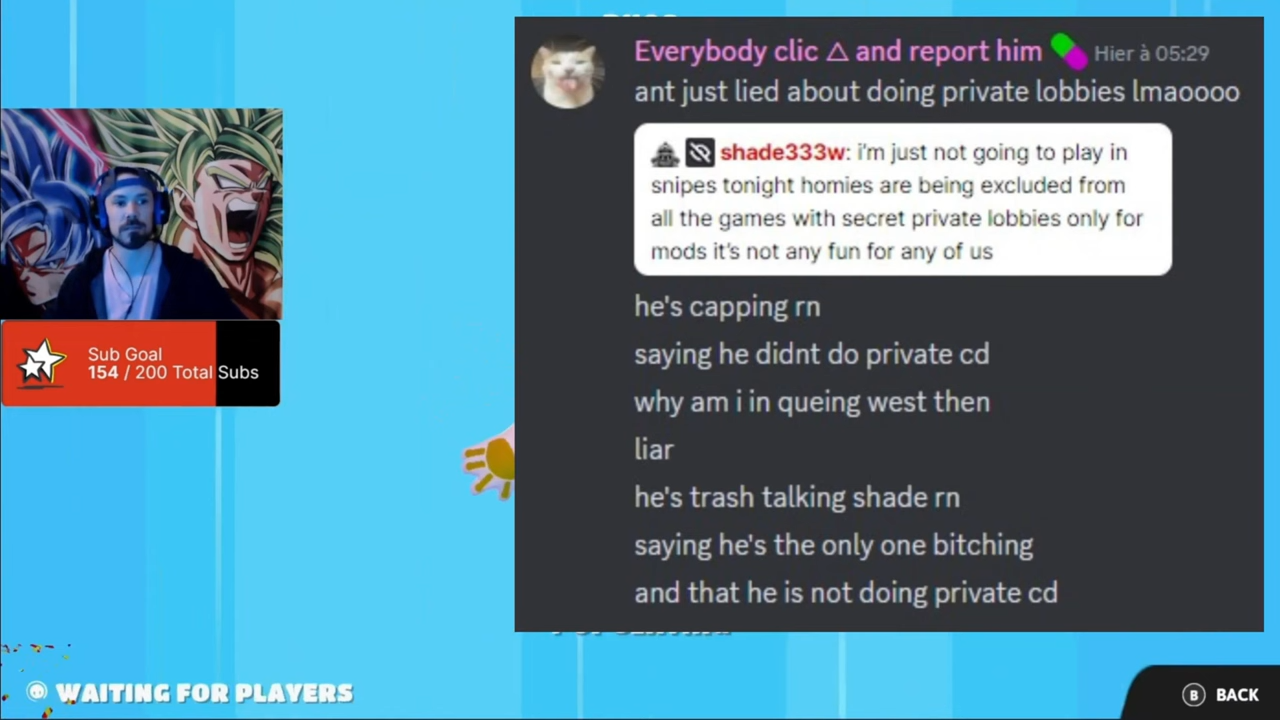 Everybody clic △ and report him Hier à 05:29
ant just lied about doing private lobbies lmaoooo
shade333w: i'm just not going to play in
snipes tonight homies are being excluded from
all the games with secret private lobbies only for
mods it's not any fun for any of us
he's capping rn
saying he didnt do private cd
why am i in queing west then
liar
he's trash talking shade rn
saying he's the only one bitching
and that he is not doing private cd
Sub Goal
154 / 200 Total Subs
WAITING FOR PLAYERS
B BACK